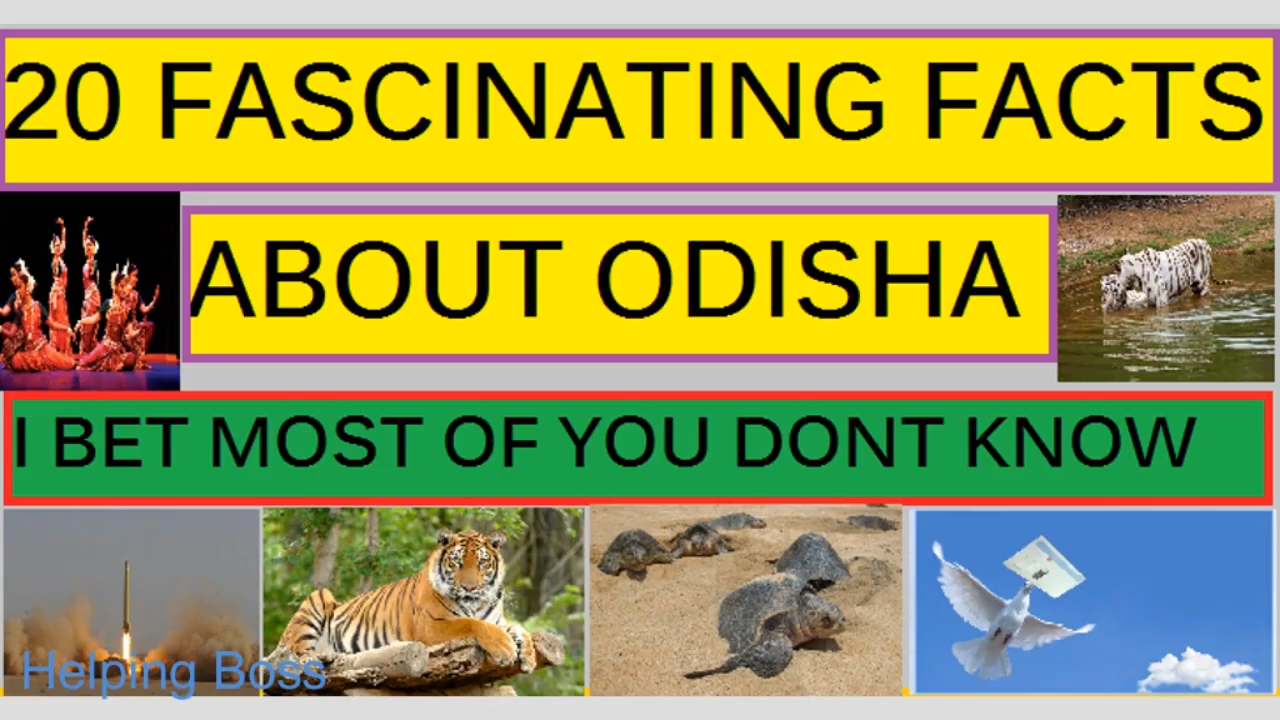 20 FASCINATING FACTS
ABOUT ODISHA
I BET MOST OF YOU DONT KNOW
Helping Boss